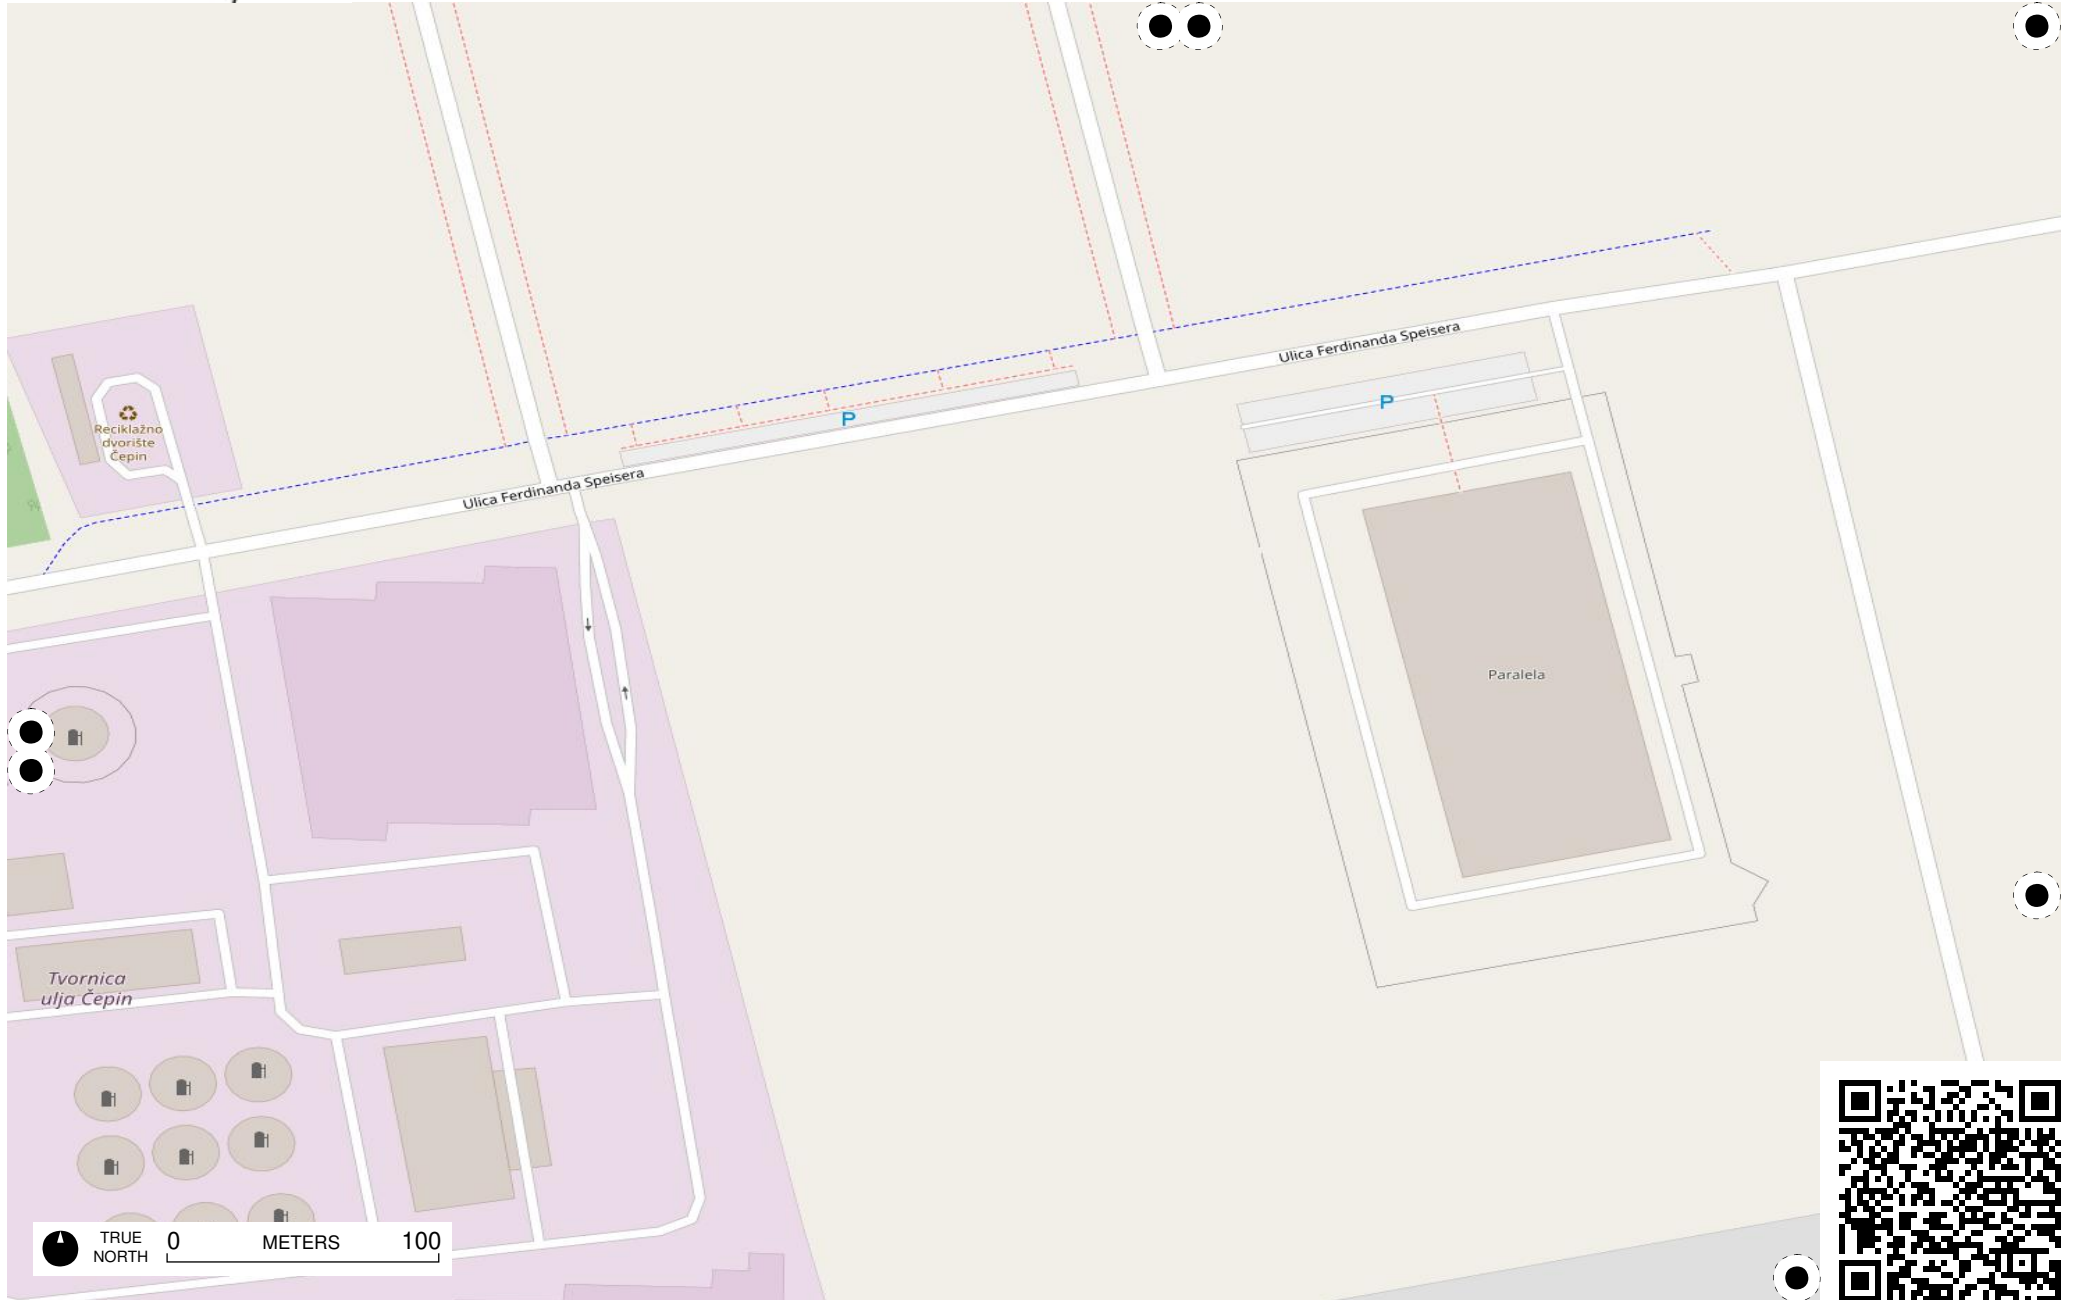 Ulica Ferdinanda Speisera
P
P
Reciklažno
dvorište
Čepin
Ulica Ferdinanda Speisera
Paralela
Tvornica
ulja Čepin
TRUE
NORTH
0 METERS 100